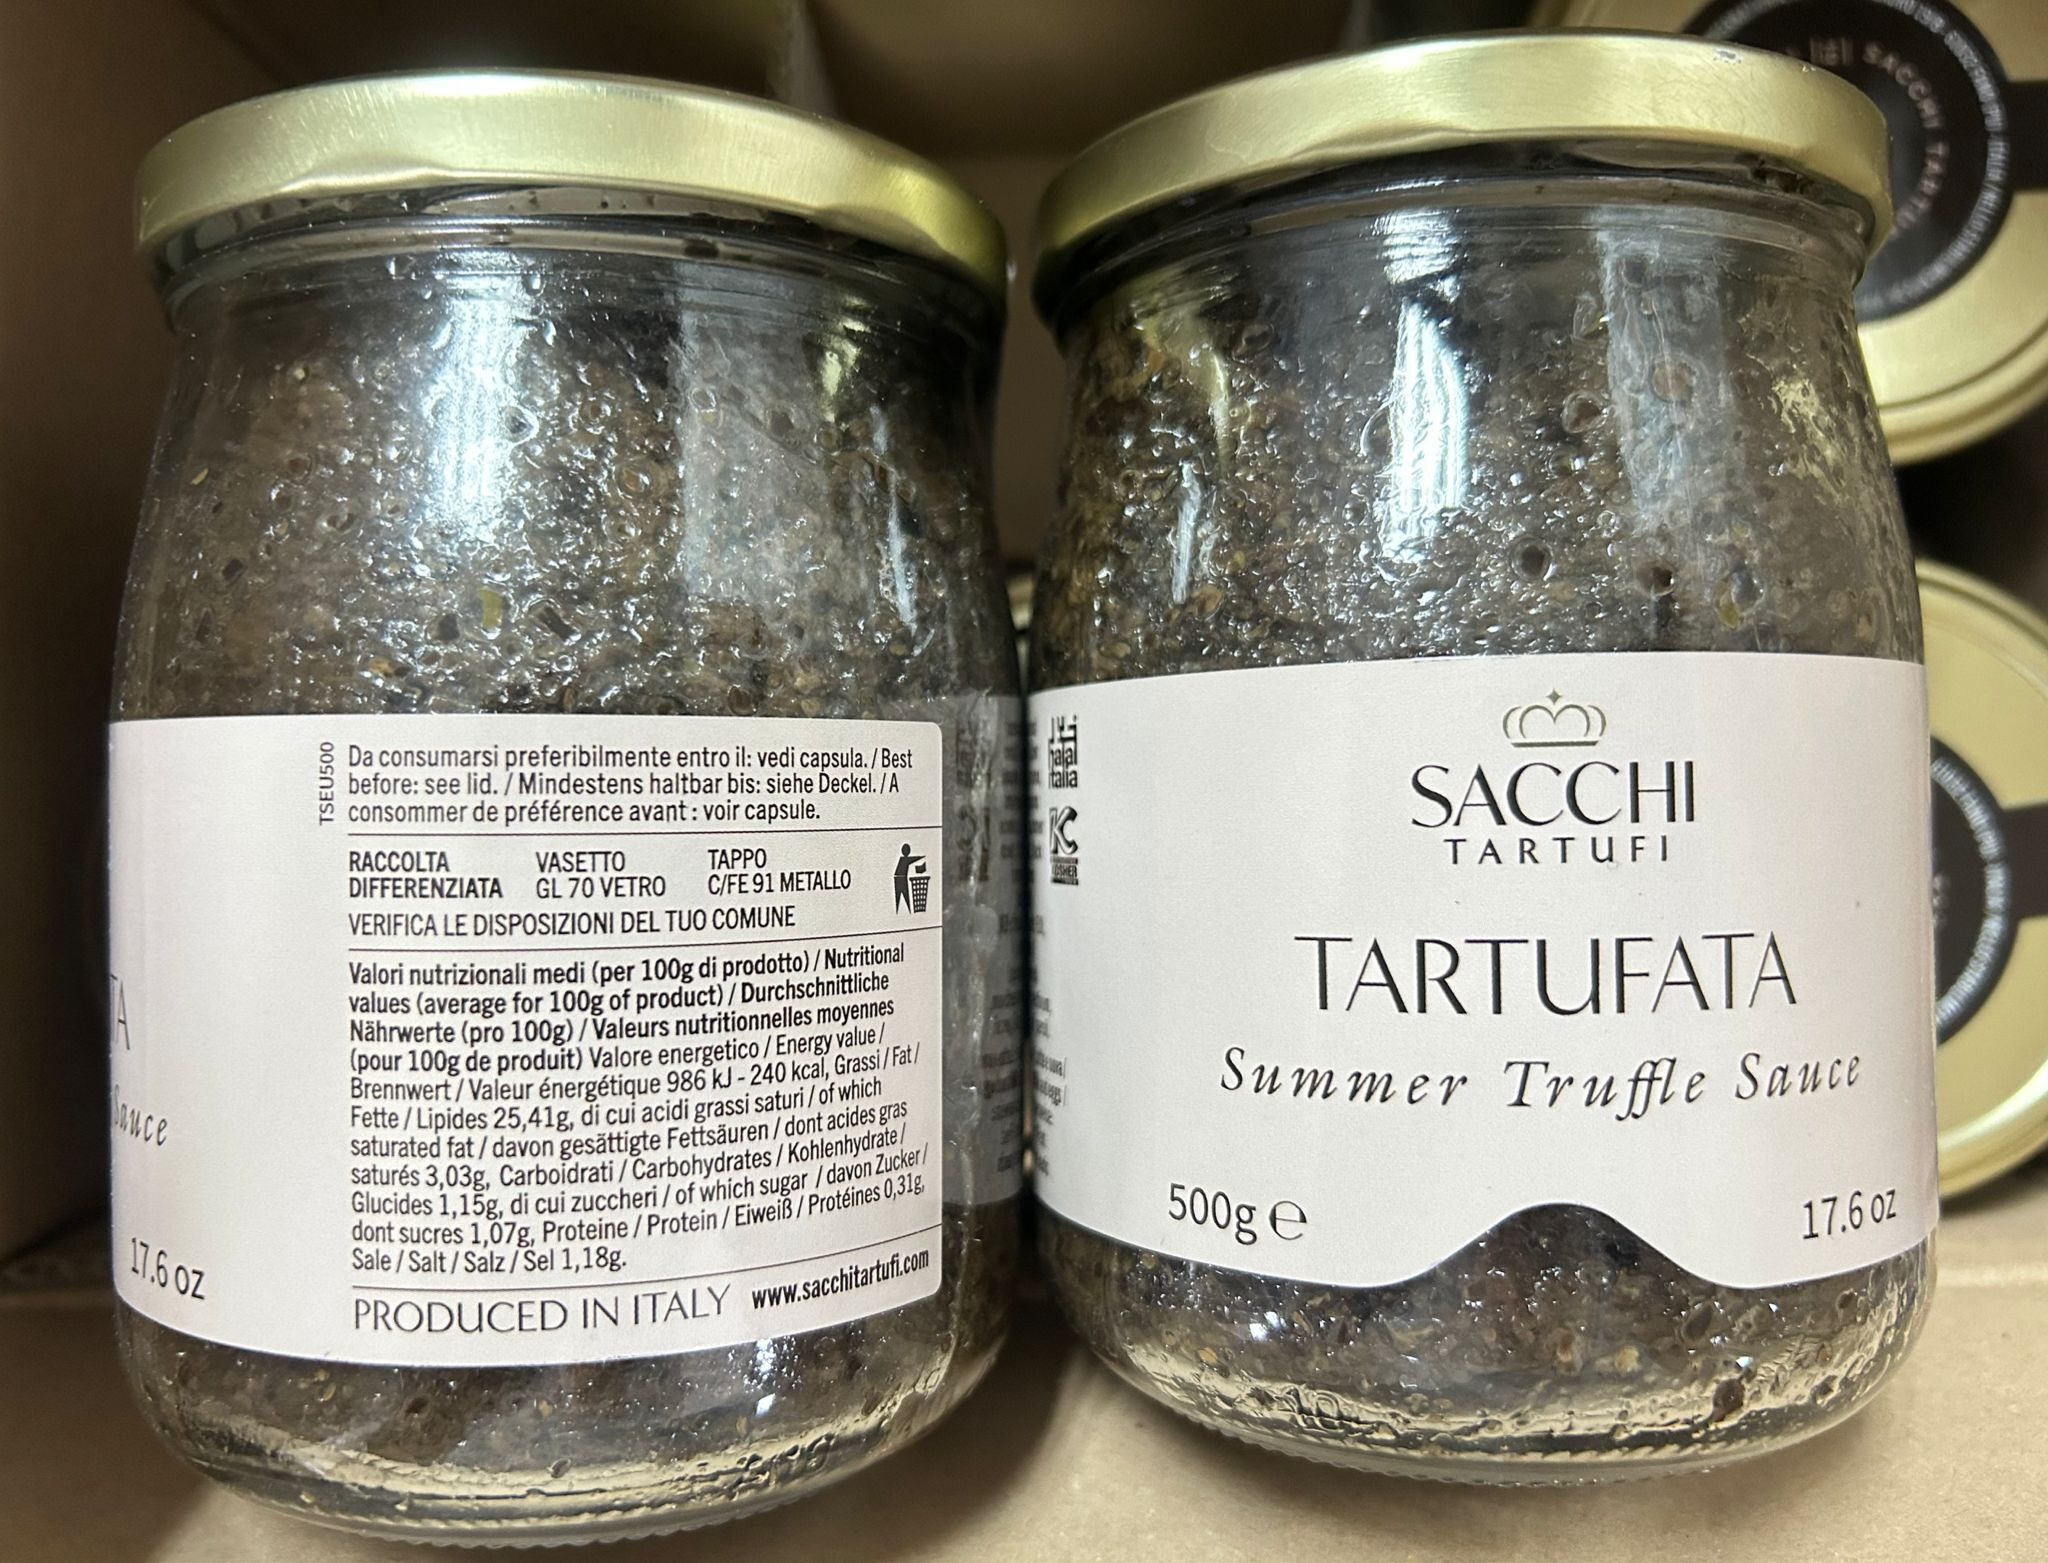 TSEU500
Da consumarsi preferibilmente entro il: vedi capsula. / Best
before: see lid. / Mindestens haltbar bis: siehe Deckel. / A
consommer de préférence avant : voir capsule.
RACCOLTA
DIFFERENZIATA
VASETTO
GL 70 VETRO
TAPPO
C/FE 91 METALLO
VERIFICA LE DISPOSIZIONI DEL TUO COMUNE
Valori nutrizionali medi (per 100g di prodotto) / Nutritional
values (average for 100g of product) / Durchschnittliche
Nährwerte (pro 100g) / Valeurs nutritionnelles moyennes
(pour 100g de produit) Valore energetico / Energy value /
Brennwert / Valeur énergétique 986 kJ - 240 kcal, Grassi / Fat /
Fette / Lipides 25,41g, di cui acidi grassi saturi / of which
saturated fat / davon gesättigte Fettsäuren / dont acides gras
saturés 3,03g, Carboidrati / Carbohydrates / Kohlenhydrate /
Glucides 1,15g, di cui zuccheri / of which sugar / davon Zucker /
dont sucres 1,07g, Proteine / Protein / Eiweiß / Protéines 0,31g,
Sale / Salt / Salz / Sel 1,18g.
PRODUCED IN ITALY www.sacchitartufi.com
TA
Sauce
17.6 oz
halal
italia
KOSHER
SACCHI
TARTUFI
TARTUFATA
Summer Truffle Sauce
500g e
17.6 oz
SACCHI TARTU